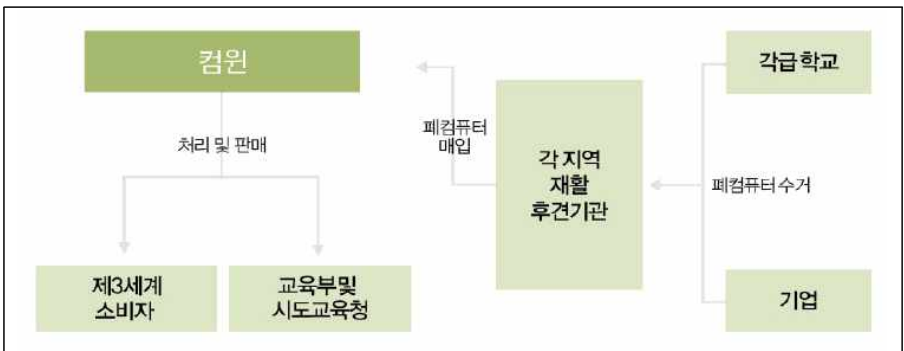 컴윈
각급 학교
처리 및 판매
폐컴퓨터
매입
각 지역
재활
후견기관
폐컴퓨터 수거
제3세계
소비자
교육부및
시도교육청
기업